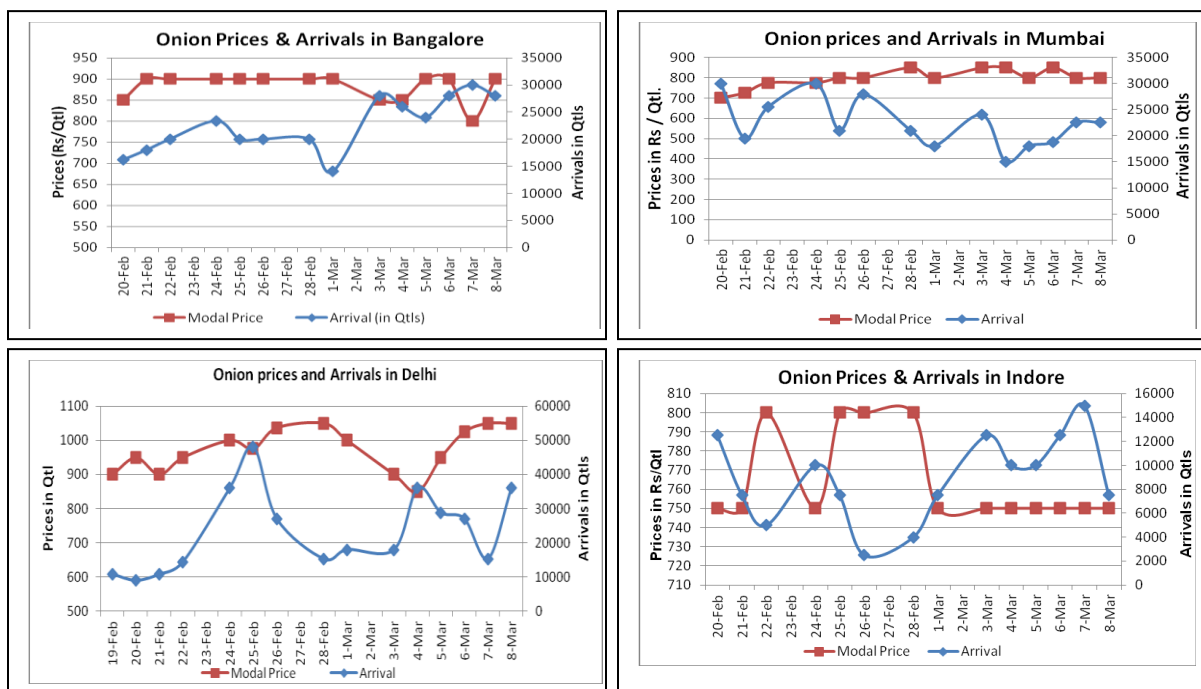 Onion Prices & Arrivals in Bangalore
Prices (Rs/Qtl)
950
900
850
800
750
700
650
600
550
500
35000
30000
25000
20000
15000
10000
5000
0
Arrivals in Qtls
20-Feb
21-Feb
22-Feb
23-Feb
24-Feb
25-Feb
26-Feb
27-Feb
28-Feb
1-Mar
2-Mar
3-Mar
4-Mar
5-Mar
6-Mar
7-Mar
8-Mar
Modal Price
Arrival (in Qtls)
Onion prices and Arrivals in Mumbai
Prices in Rs / Qtl.
900
800
700
600
500
400
300
200
100
0
35000
30000
25000
20000
15000
10000
5000
0
Arrivals in Qtls
20-Feb
21-Feb
22-Feb
23-Feb
24-Feb
25-Feb
26-Feb
27-Feb
28-Feb
1-Mar
2-Mar
3-Mar
4-Mar
5-Mar
6-Mar
7-Mar
8-Mar
Modal Price
Arrival
Onion prices and Arrivals in Delhi
Prices in Qtl
1100
1000
900
800
700
600
500
60000
50000
40000
30000
20000
10000
0
Arrivals in Qtls
19-Feb
20-Feb
21-Feb
22-Feb
23-Feb
24-Feb
25-Feb
26-Feb
27-Feb
28-Feb
1-Mar
2-Mar
3-Mar
4-Mar
5-Mar
6-Mar
7-Mar
8-Mar
Modal Price
Arrival
Onion Prices & Arrivals in Indore
Prices in Rs/Qtl
810
800
790
780
770
760
750
740
730
720
710
16000
14000
12000
10000
8000
6000
4000
2000
0
Arrivals in Qtls
20-Feb
21-Feb
22-Feb
23-Feb
24-Feb
25-Feb
26-Feb
27-Feb
28-Feb
1-Mar
2-Mar
3-Mar
4-Mar
5-Mar
6-Mar
7-Mar
8-Mar
Modal Price
Arrival